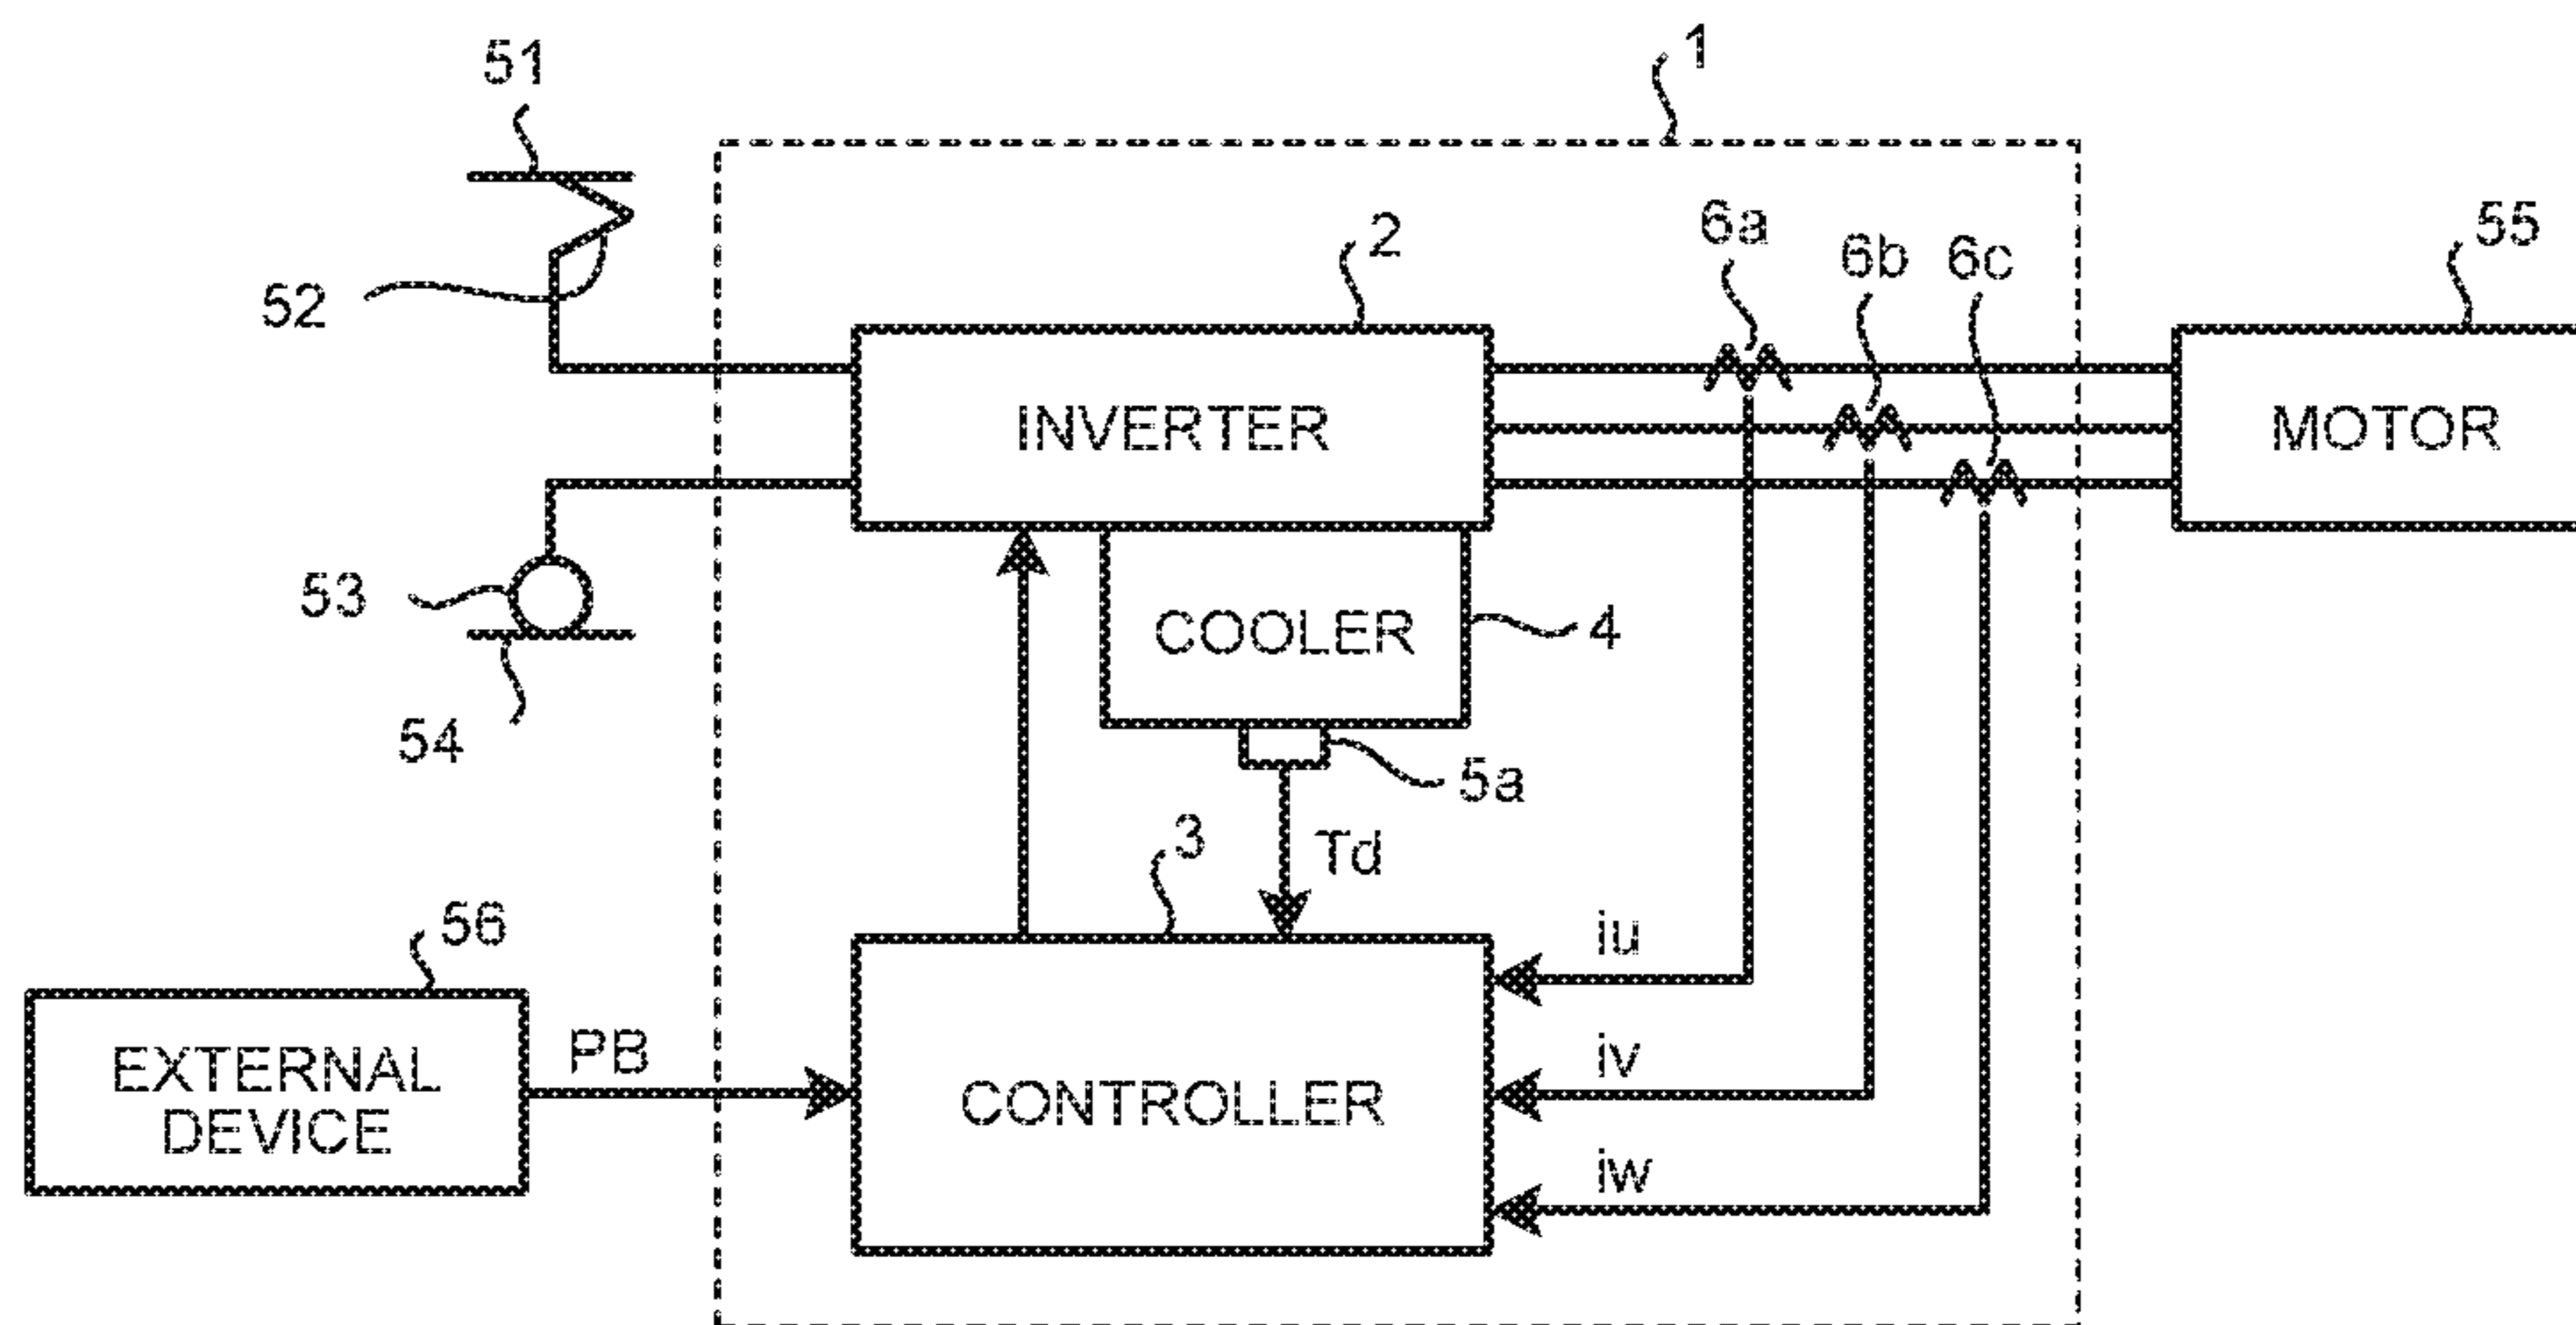 1
51
2
6a
6b
6c
55
52
INVERTER
MOTOR
53
COOLER
4
54
5a
3
Td
56
iu
EXTERNAL
DEVICE
PB
iv
CONTROLLER
iw